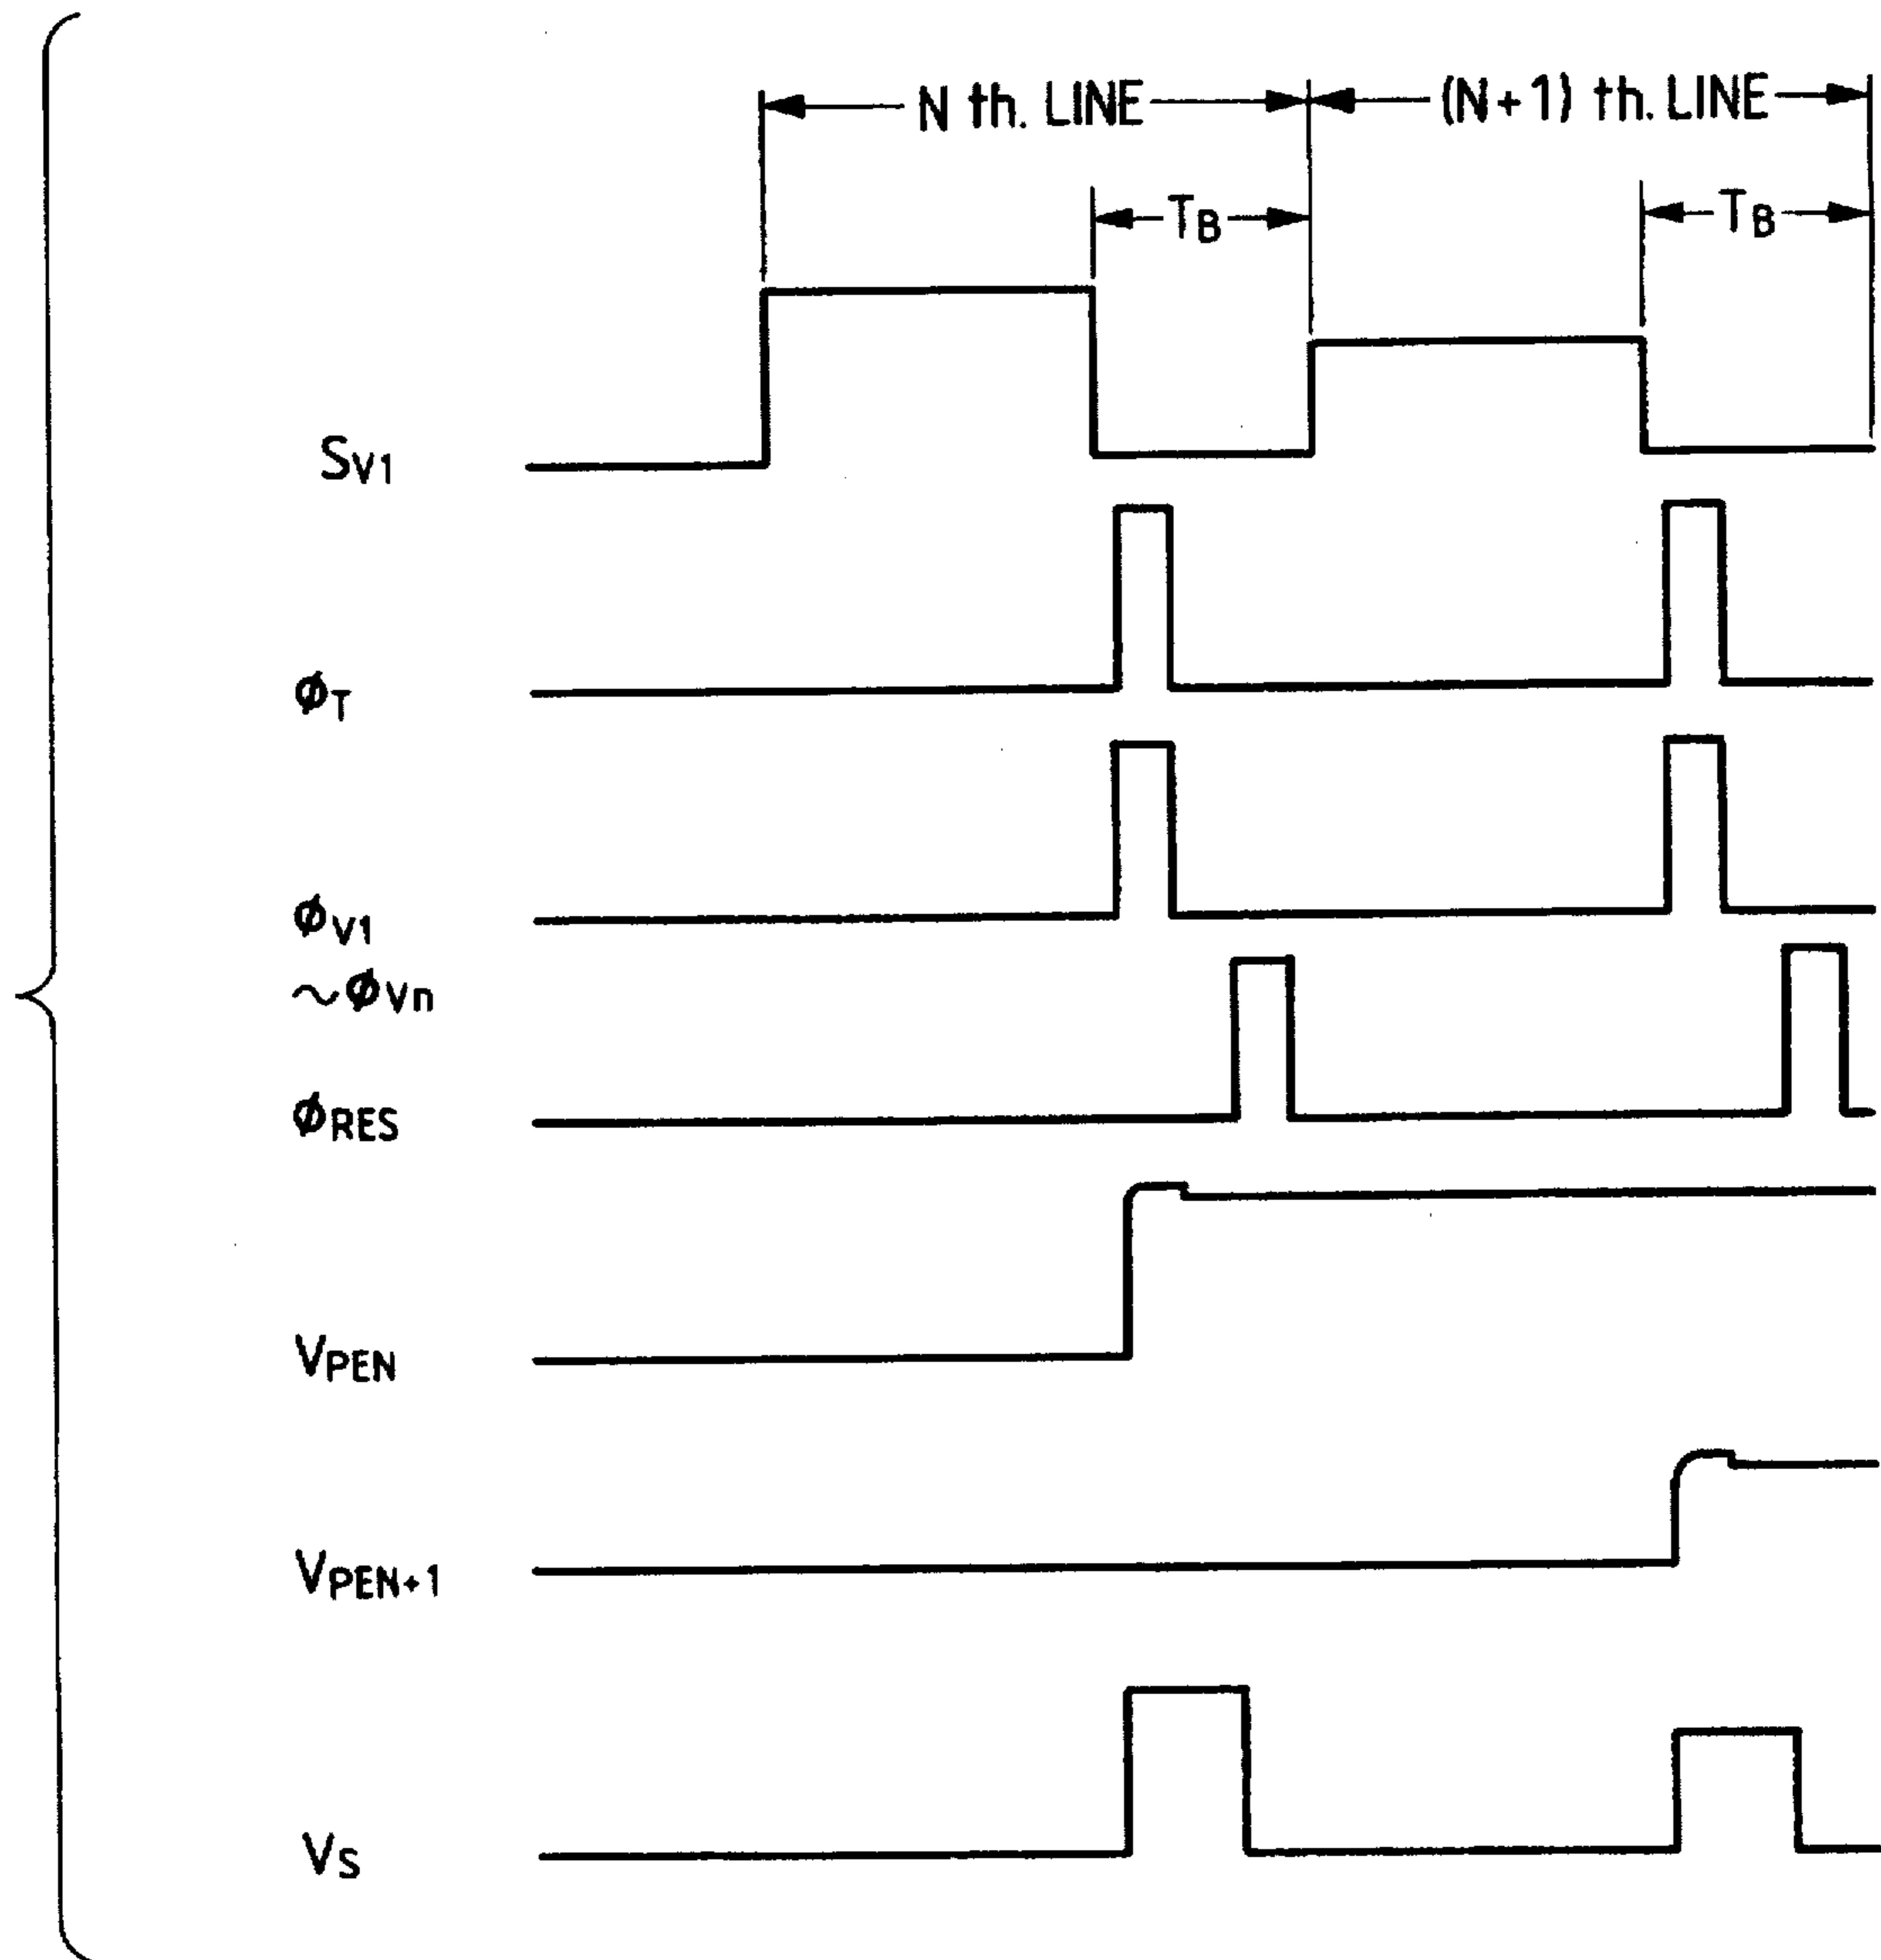 N th. LINE (N+1) th. LINE
TB TB
SV1
ϕT
ϕV1
~ϕVn
ϕRES
VPEN
VPEN+1
VS